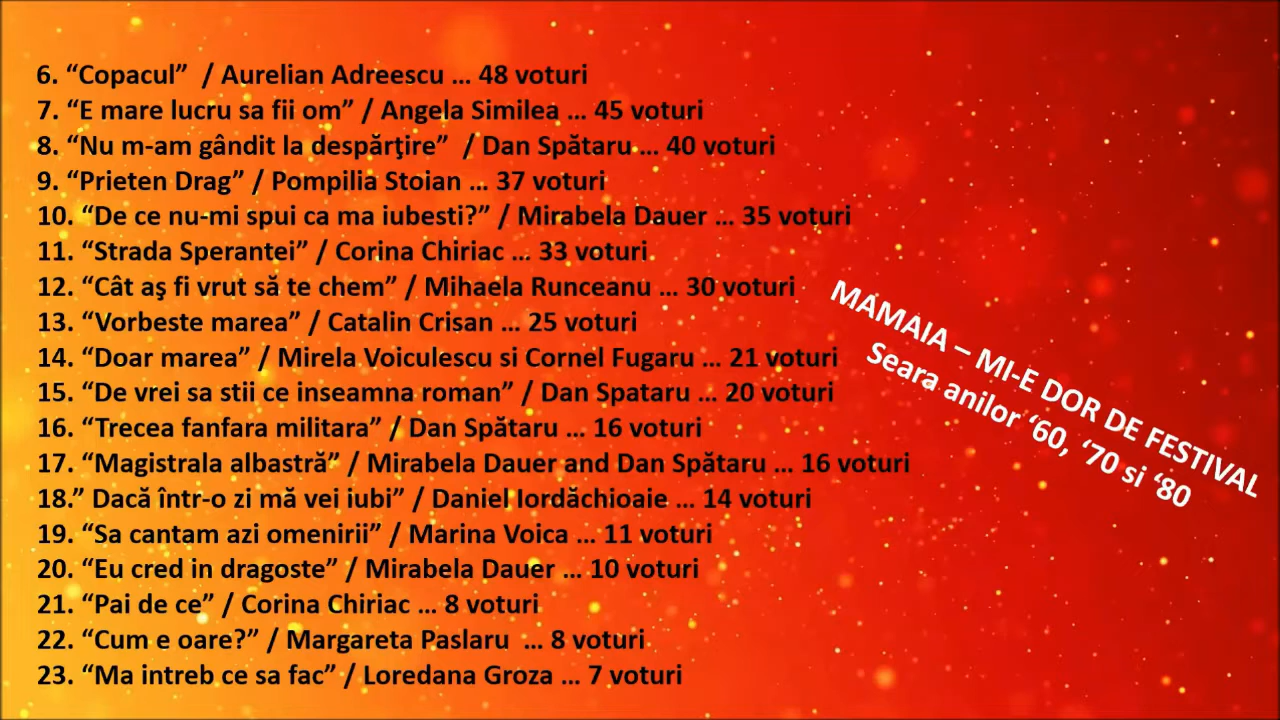 6. “Copacul”  / Aurelian Adreescu ... 48 voturi
7. “E mare lucru sa fii om” / Angela Similea ... 45 voturi
8. “Nu m-am gândit la despărţire”  / Dan Spătaru ... 40 voturi
9. “Prieten Drag” / Pompilia Stoian ... 37 voturi
10. “De ce nu-mi spui ca ma iubesti?” / Mirabela Dauer ... 35 voturi
11. “Strada Sperantei” / Corina Chiriac ... 33 voturi
12. “Cât aş fi vrut să te chem” / Mihaela Runceanu ... 30 voturi
13. “Vorbeste marea” / Catalin Crisan ... 25 voturi
14. “Doar marea” / Mirela Voiculescu si Cornel Fugaru ... 21 voturi
15. “De vrei sa stii ce inseamna roman” / Dan Spataru ... 20 voturi
16. “Trecea fanfara militara” / Dan Spătaru ... 16 voturi
17. “Magistrala albastră” / Mirabela Dauer and Dan Spătaru ... 16 voturi
18.” Dacă într-o zi mă vei iubi” / Daniel Iordăchioaie ... 14 voturi
19. “Sa cantam azi omenirii” / Marina Voica ... 11 voturi
20. “Eu cred in dragoste” / Mirabela Dauer ... 10 voturi
21. “Pai de ce” / Corina Chiriac ... 8 voturi
22. “Cum e oare?” / Margareta Paslaru  ... 8 voturi
23. “Ma intreb ce sa fac” / Loredana Groza ... 7 voturi
MAMAIA – MI-E DOR DE FESTIVAL
Seara anilor ‘60, ‘70 si ‘80